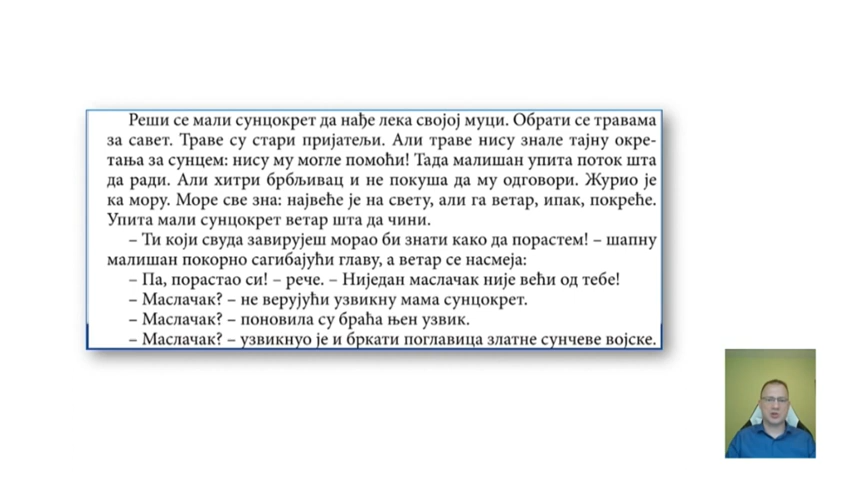 Реши се мали сунцокрет да нађе лека својој муци. Обрати се травама
за савет. Траве су стари пријатељи. Али траве нису знале тајну окре-
тања за сунцем: нису му могле помоћи! Тада малишан упита поток шта
да ради. Али хитри брбљивац и не покуша да му одговори. Журио је
ка мору. Море све зна: највеће је на свету, али га ветар, ипак, покреће.
Упита мали сунцокрет ветар шта да чини.
– Ти који свуда завирујеш морао би знати како да порастем! – шапну
малишан покорно сагибајући главу, а ветар се насмеја:
– Па, порастао си! – рече. – Ниједан маслачак није већи од тебе!
– Маслачак? – не верујући узвикну мама сунцокрет.
– Маслачак? – поновила су браћа њен узвик.
– Маслачак? – узвикнуо је и бркати поглавица златне сунчеве војске.